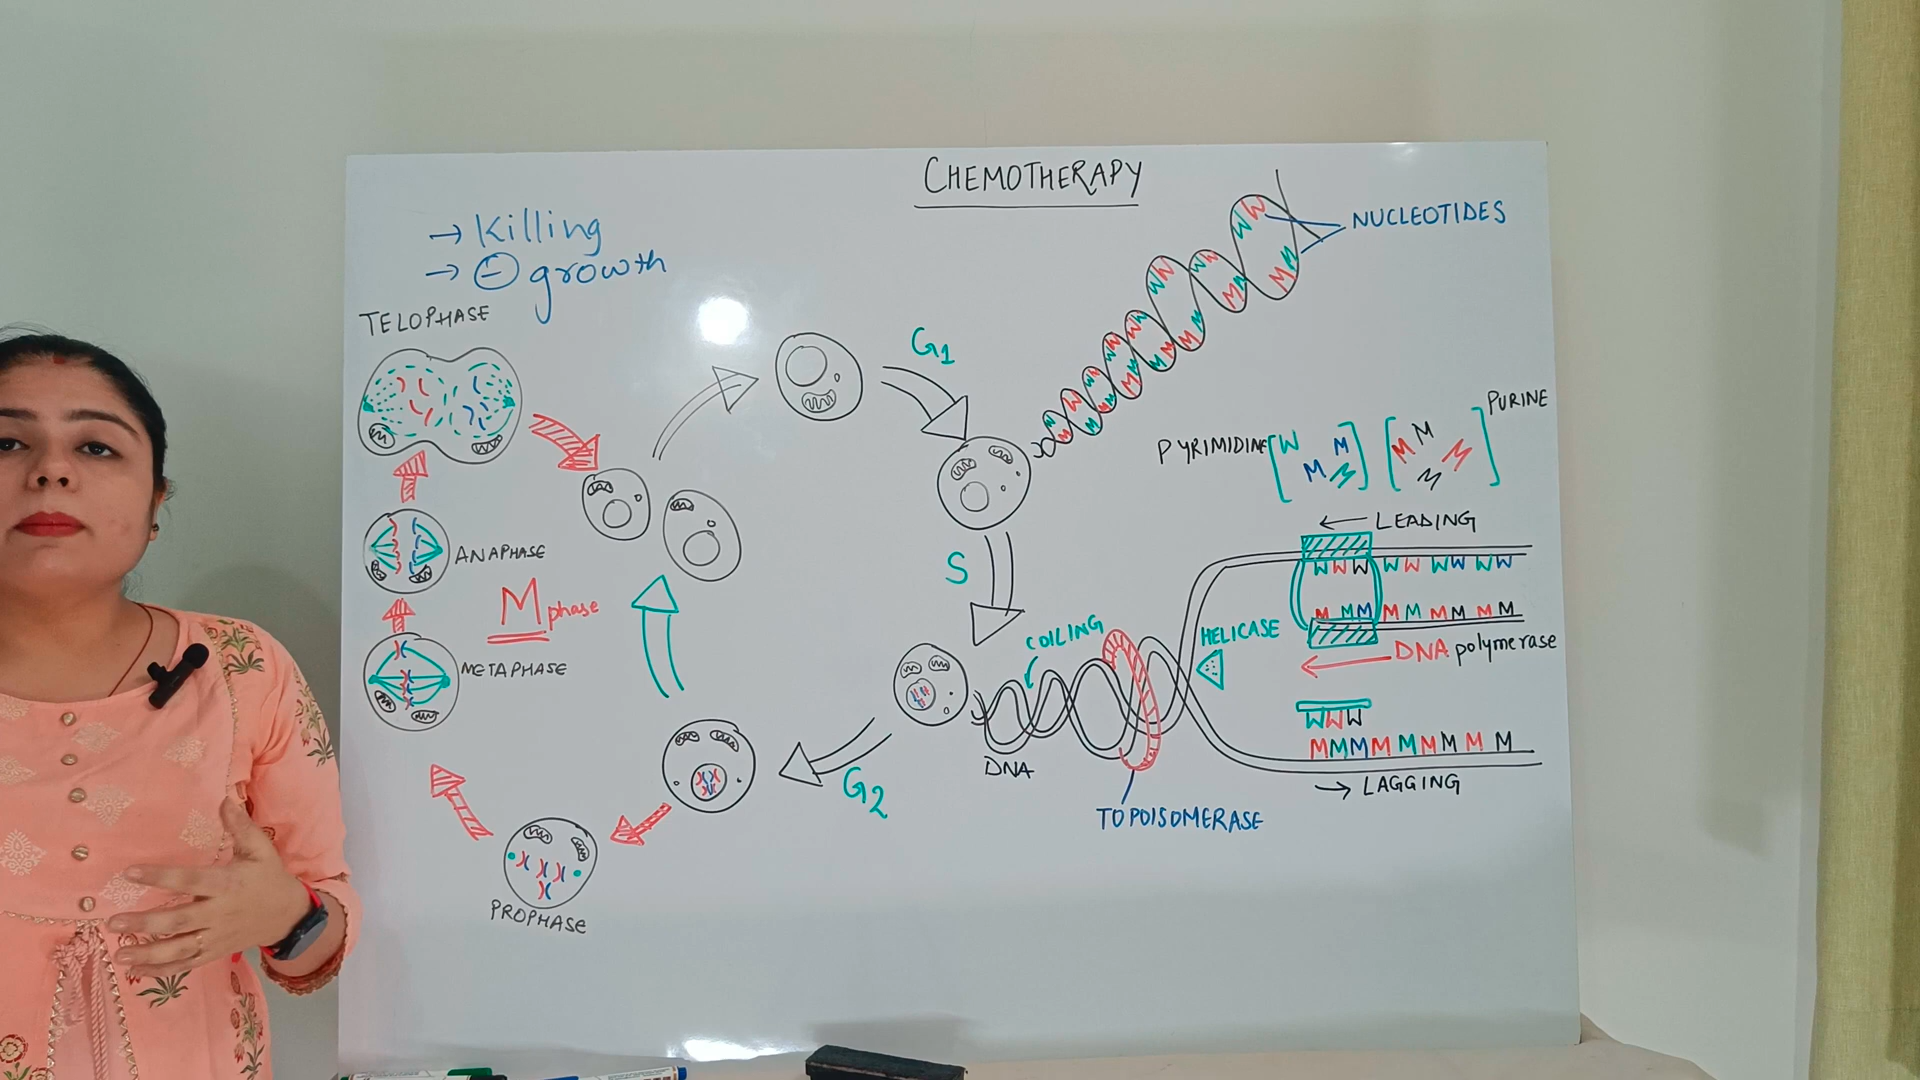 CHEMOTHERAPY
→ Killing
→ ⊖ growth
NUCLEOTIDES
TELOPHASE
G1
PURINE
PYRIMIDINE
← LEADING
ANAPHASE
M phase
S
COILING
HELICASE
DNA polymerase
METAPHASE
DNA
G2
→ LAGGING
TOPOISOMERASE
PROPHASE